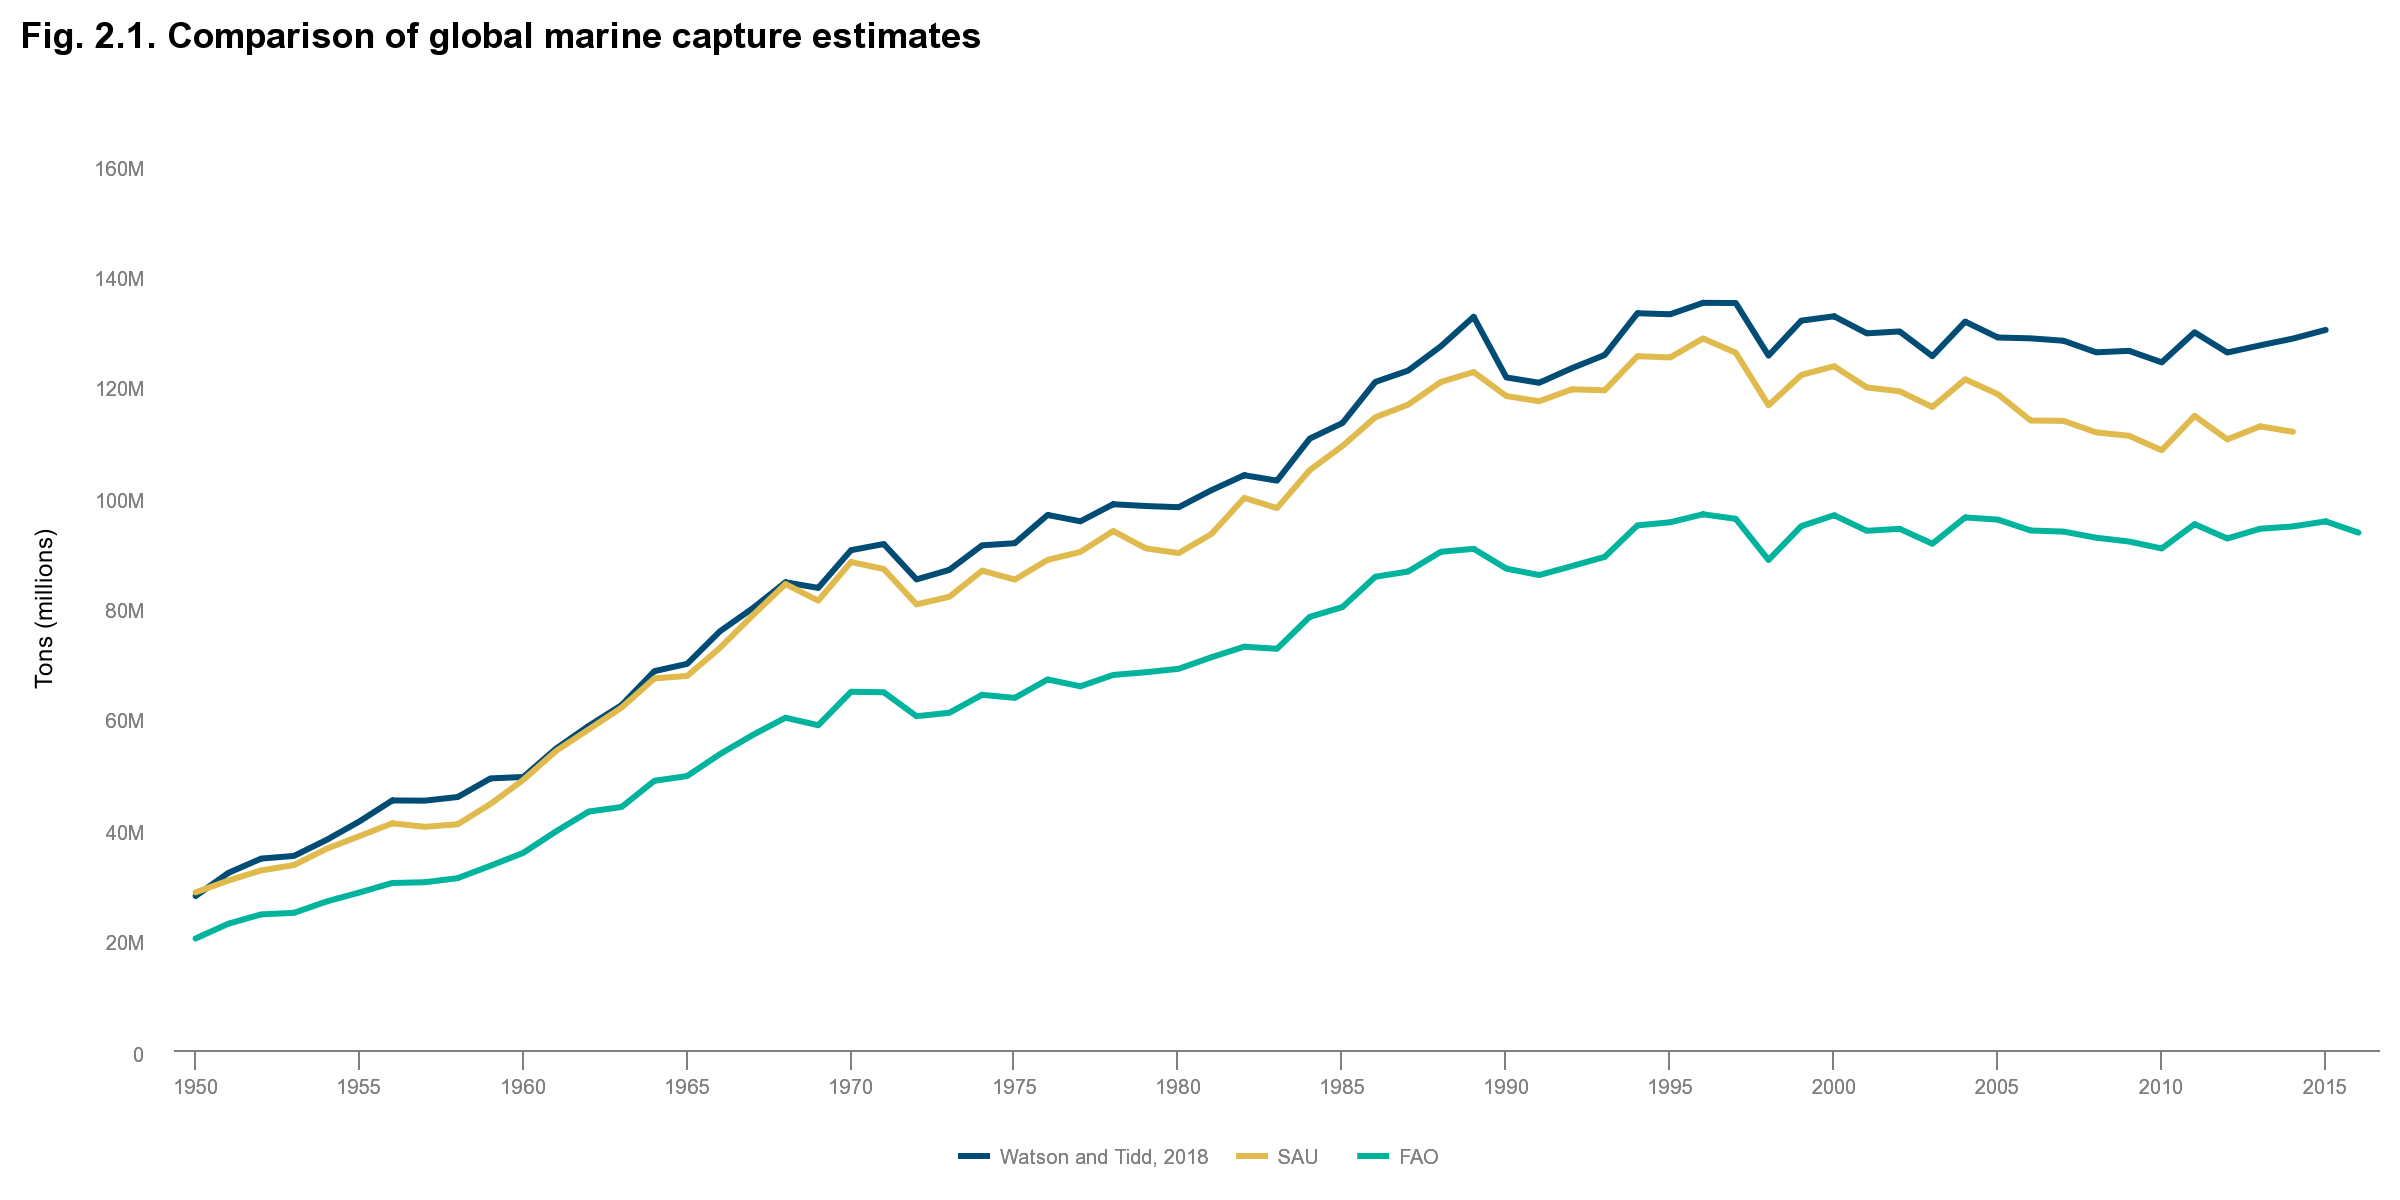 Fig. 2.1. Comparison of global marine capture estimates
160M
140M
120M
100M
80M
60M
40M
20M
0
Tons (millions)
1950 1955 1960 1965 1970 1975 1980 1985 1990 1995 2000 2005 2010 2015
Watson and Tidd, 2018 SAU FAO